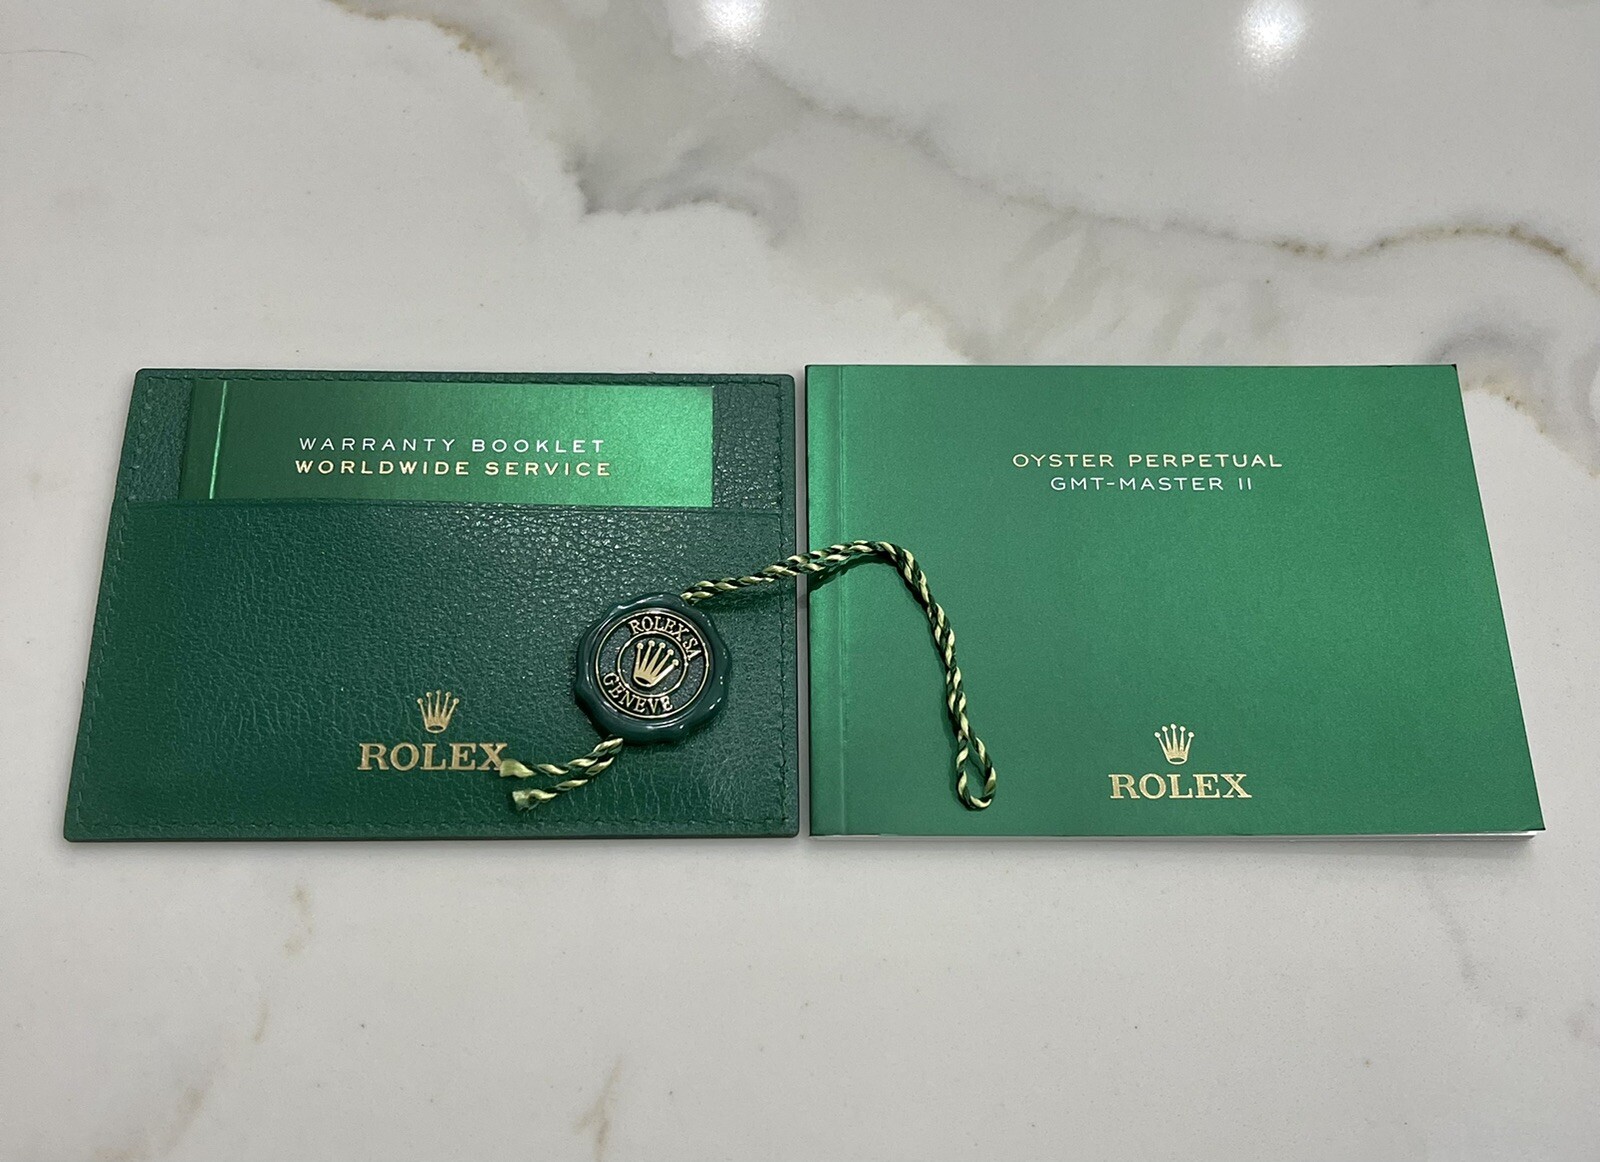 WARRANTY BOOKLET
WORLDWIDE SERVICE
ROLEX
ROLEX SA
GENEVE
OYSTER PERPETUAL
GMT-MASTER II
ROLEX